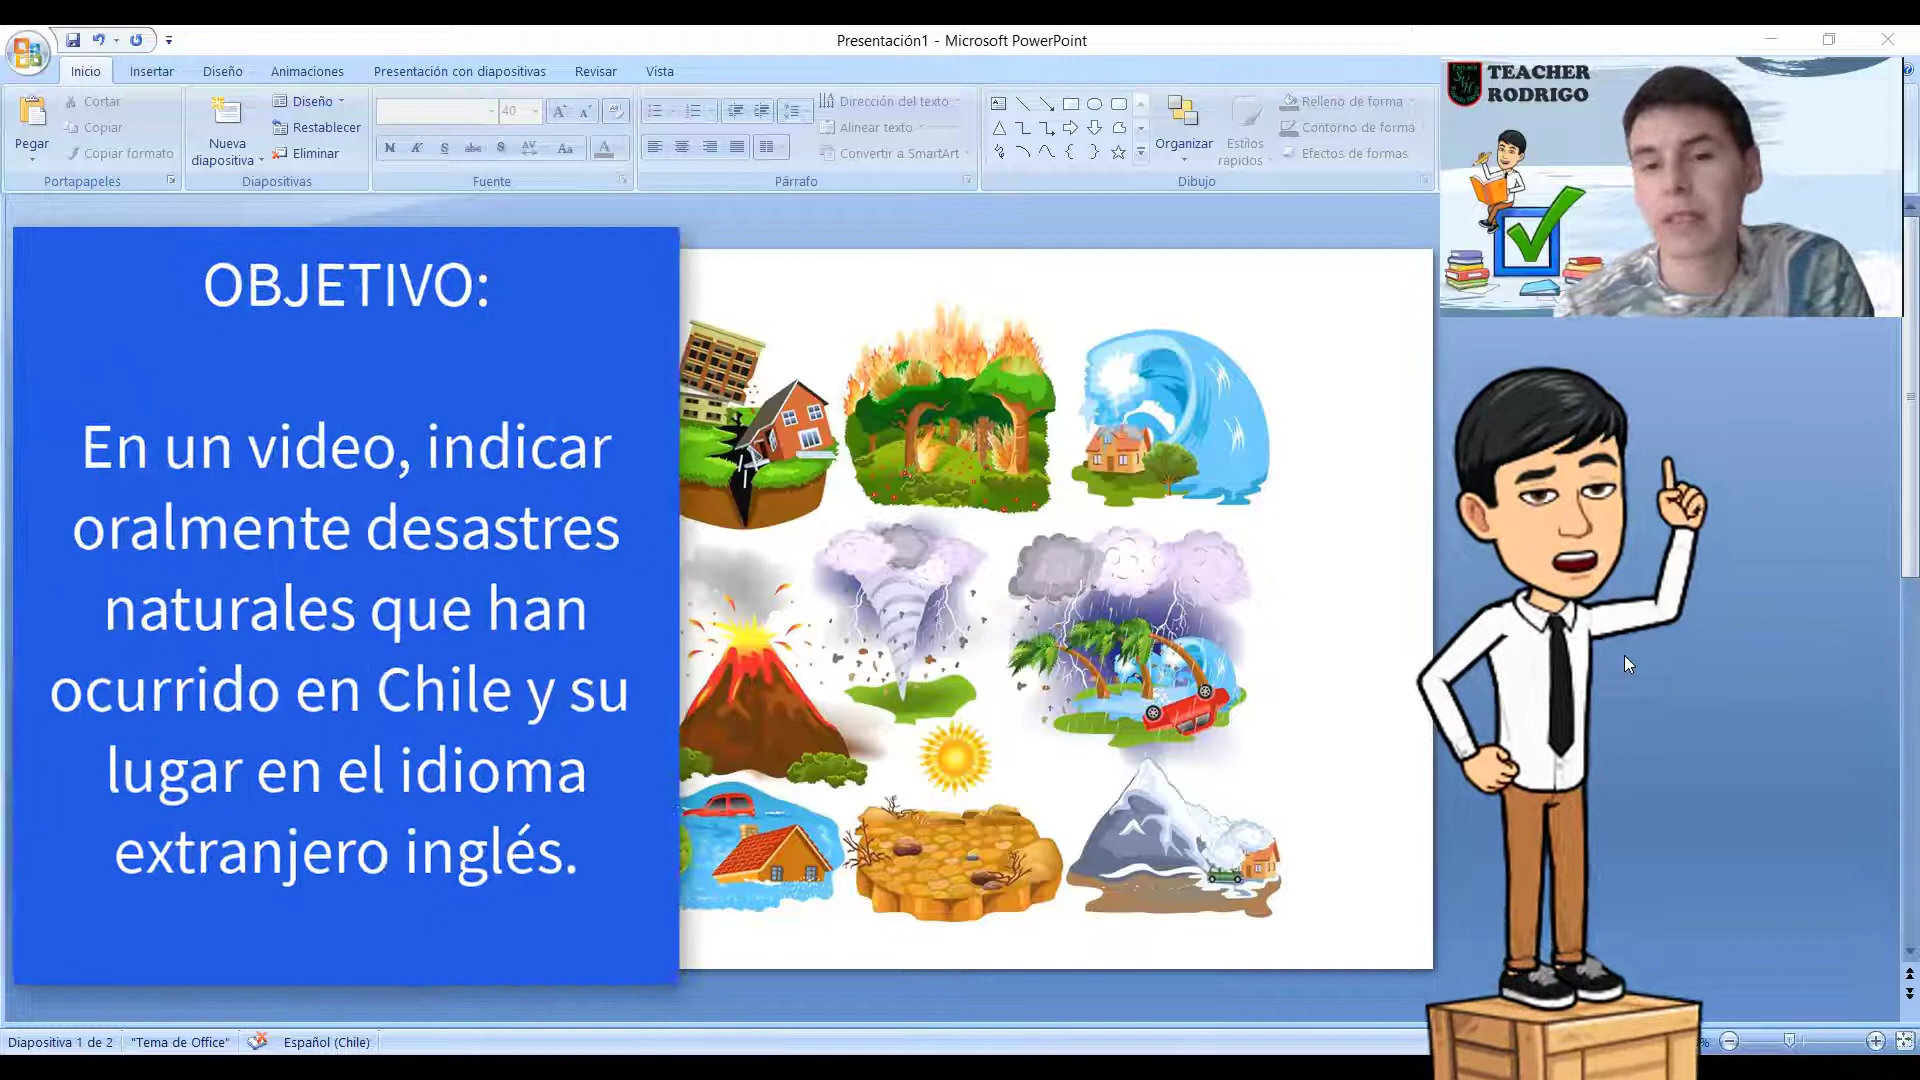 Presentación1 - Microsoft PowerPoint
Inicio
Insertar
Diseño
Animaciones
Presentación con diapositivas
Revisar
Vista
Pegar
Cortar
Copiar
Copiar formato
Portapapeles
Nueva
diapositiva
Diseño
Restablecer
Eliminar
Diapositivas
40
N K S abc S AV Aa A
Fuente
Dirección del texto
Alinear texto
Convertir a SmartArt
Párrafo
Organizar
Estilos
rápidos
Relleno de forma
Contorno de forma
Efectos de formas
Dibujo
TEACHER
RODRIGO
OBJETIVO:
En un video, indicar
oralmente desastres
naturales que han
ocurrido en Chile y su
lugar en el idioma
extranjero inglés.
Diapositiva 1 de 2
"Tema de Office"
Español (Chile)